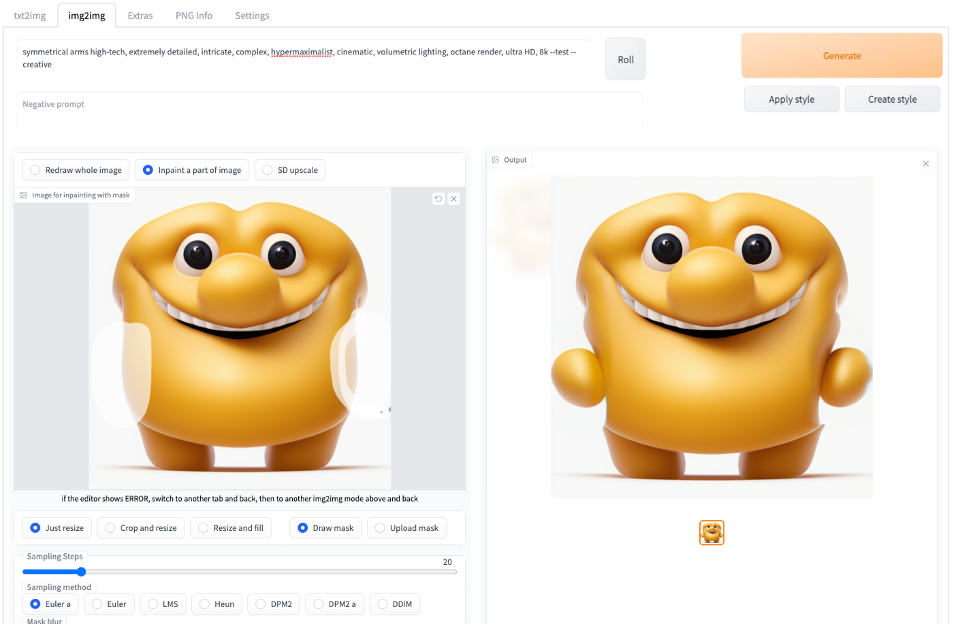 txt2img img2img Extras PNG Info Settings
symmetrical arms high-tech, extremely detailed, intricate, complex, hypermaximalist, cinematic, volumetric lighting, octane render, ultra HD, 8k --test --
creative
Roll
Generate
Negative prompt
Apply style Create style
Redraw whole image Inpaint a part of image SD upscale
Image for inpainting with mask
Output
if the editor shows ERROR, switch to another tab and back, then to another img2img mode above and back
Just resize Crop and resize Resize and fill Draw mask Upload mask
Sampling Steps
20
Sampling method
Euler a Euler LMS Heun DPM2 DPM2 a DDIM
Mask blur